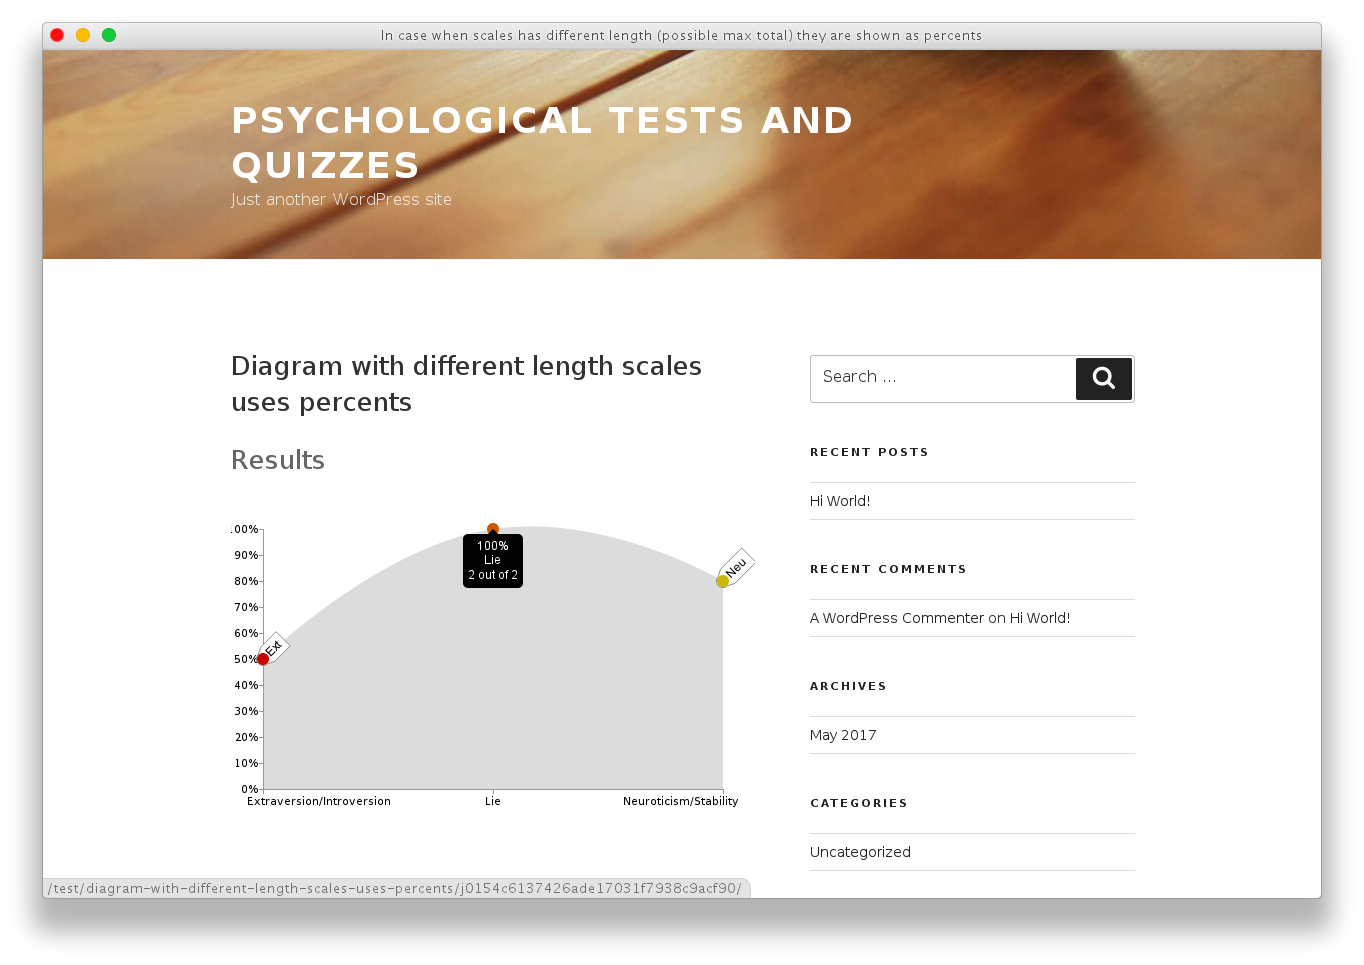 In case when scales has different length (possible max total) they are shown as percents
PSYCHOLOGICAL TESTS AND
QUIZZES
Just another WordPress site
Diagram with different length scales
uses percents
Results
100%
90%
80%
70%
60%
50%
40%
30%
20%
10%
0%
Ext
100%
Lie
2 out of 2
Neu
Extraversion/Introversion
Lie
Neuroticism/Stability
Search ...
RECENT POSTS
Hi World!
RECENT COMMENTS
A WordPress Commenter on Hi World!
ARCHIVES
May 2017
CATEGORIES
Uncategorized
/test/diagram-with-different-length-scales-uses-percents/j0154c6137426ade17031f7938c9acf90/